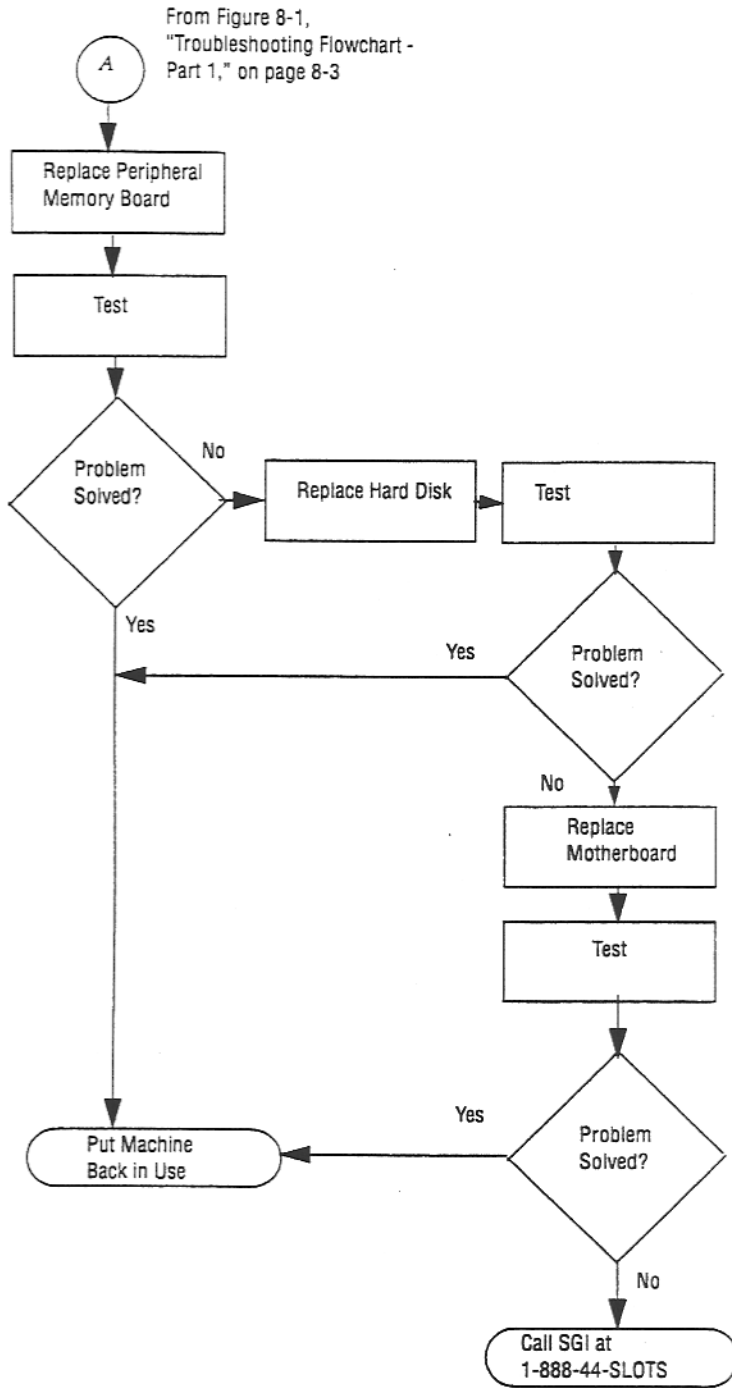 From Figure 8-1,
"Troubleshooting Flowchart -
Part 1," on page 8-3
A
Replace Peripheral
Memory Board
Test
Problem
Solved?
No
Replace Hard Disk
Test
Yes
Yes
Problem
Solved?
No
Replace
Motherboard
Test
Yes
Problem
Solved?
Put Machine
Back in Use
No
Call SGI at
1-888-44-SLOTS